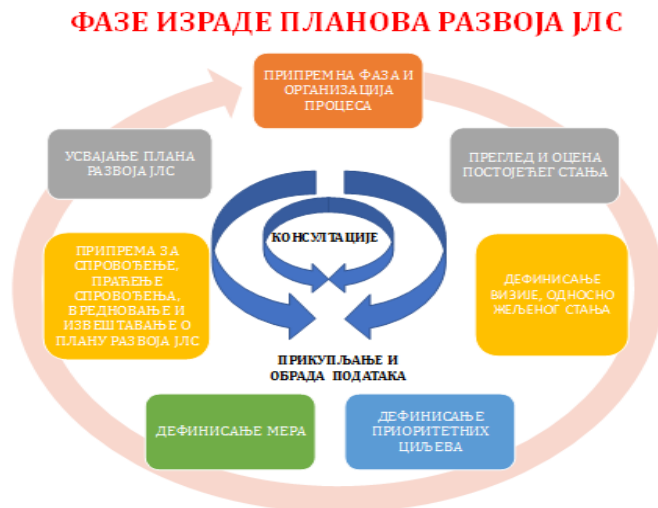 ФАЗЕ ИЗРАДЕ ПЛАНОВА РАЗВОЈА ЈЛС
ПРИПРЕМНА ФАЗА И
ОРГАНИЗАЦИЈА
ПРОЦЕСА
ПРЕГЛЕД И ОЦЕНА
ПОСТОЈЕЋЕГ СТАЊА
ДЕФИНИСАЊЕ
ВИЗИЈЕ, ОДНОСНО
ЖЕЉЕНОГ СТАЊА
ДЕФИНИСАЊЕ
ПРИОРИТЕТНИХ
ЦИЉЕВА
ДЕФИНИСАЊЕ МЕРА
ПРИПРЕМА ЗА
СПРОВОЂЕЊЕ,
ПРАЋЕЊЕ
СПРОВОЂЕЊА,
ВРЕДНОВАЊЕ И
ИЗВЕШТАВАЊЕ О
ПЛАНУ РАЗВОЈА ЈЛС
УСВАЈАЊЕ ПЛАНА
РАЗВОЈА ЈЛС
КОНСУЛТАЦИЈЕ
ПРИКУПЉАЊЕ И
ОБРАДА ПОДАТАКА